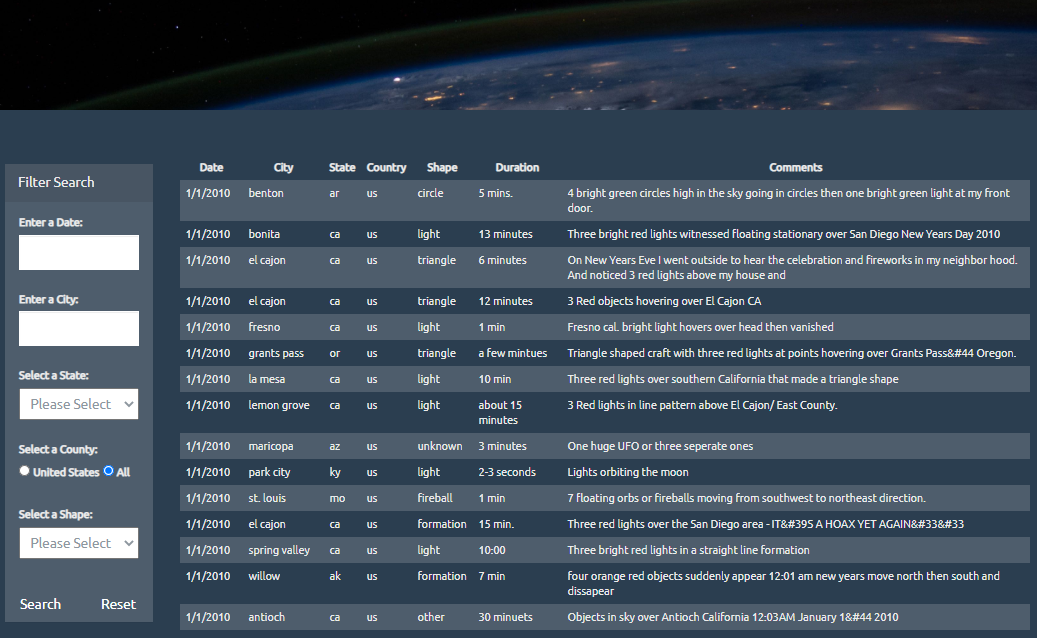 Filter Search
Enter a Date:
Enter a City:
Select a State:
Please Select
Select a County:
United States All
Select a Shape:
Please Select
Search Reset
Date City State Country Shape Duration Comments
1/1/2010 benton ar us circle 5 mins. 4 bright green circles high in the sky going in circles then one bright green light at my front
door.
1/1/2010 bonita ca us light 13 minutes Three bright red lights witnessed floating stationary over San Diego New Years Day 2010
1/1/2010 el cajon ca us triangle 6 minutes On New Years Eve I went outside to hear the celebration and fireworks in my neighbor hood.
And noticed 3 red lights above my house and
1/1/2010 el cajon ca us triangle 12 minutes 3 Red objects hovering over El Cajon CA
1/1/2010 fresno ca us light 1 min Fresno cal. bright light hovers over head then vanished
1/1/2010 grants pass or us triangle a few mintues Triangle shaped craft with three red lights at points hovering over Grants Pass&#44 Oregon.
1/1/2010 la mesa ca us light 10 min Three red lights over southern California that made a triangle shape
1/1/2010 lemon grove ca us light about 15 3 Red lights in line pattern above El Cajon/ East County.
minutes
1/1/2010 maricopa az us unknown 3 minutes One huge UFO or three seperate ones
1/1/2010 park city ky us light 2-3 seconds Lights orbiting the moon
1/1/2010 st. louis mo us fireball 1 min 7 floating orbs or fireballs moving from southwest to northeast direction.
1/1/2010 el cajon ca us formation 15 min. Three red lights over the San Diego area - IT&#39S A HOAX YET AGAIN&#33&#33
1/1/2010 spring valley ca us light 10:00 Three bright red lights in a straight line formation
1/1/2010 willow ak us formation 7 min four orange red objects suddenly appear 12:01 am new years move north then south and
dissapear
1/1/2010 antioch ca us other 30 minuets Objects in sky over Antioch California 12:03AM January 1&#44 2010